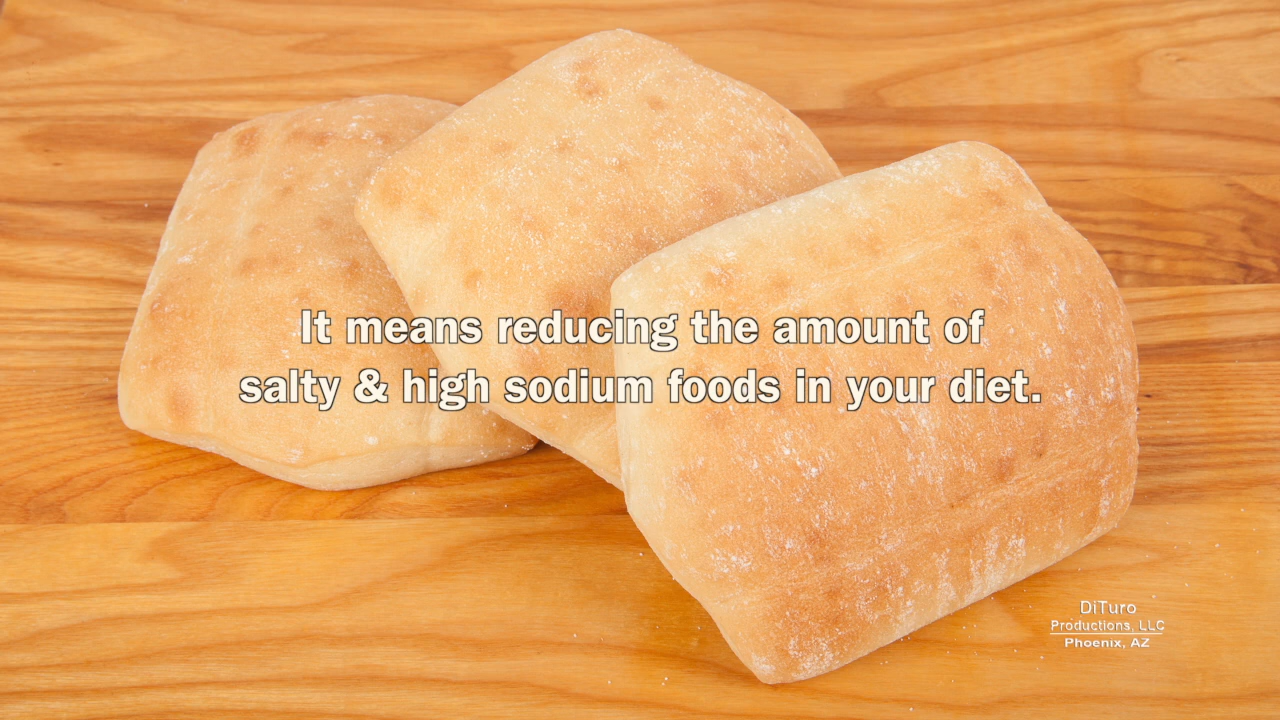 It means reducing the amount of
salty & high sodium foods in your diet.
DiTuro
Productions, LLC
Phoenix, AZ